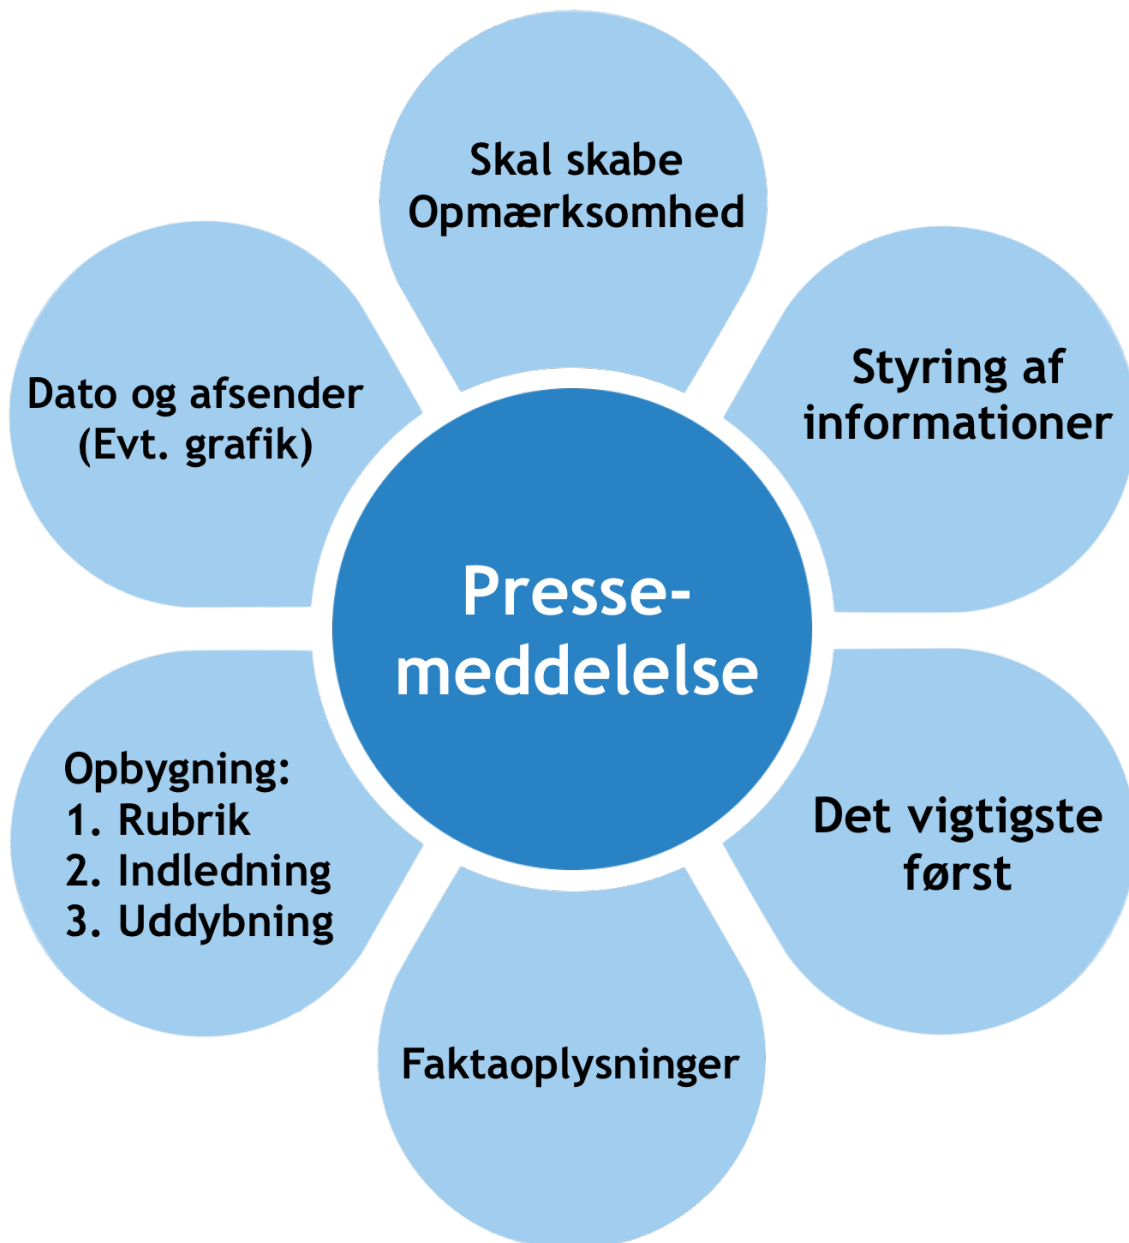 Skal skabe
Opmærksomhed
Styring af
informationer
Det vigtigste
først
Faktaoplysninger
Opbygning:
1. Rubrik
2. Indledning
3. Uddybning
Dato og afsender
(Evt. grafik)
Presse-
meddelelse